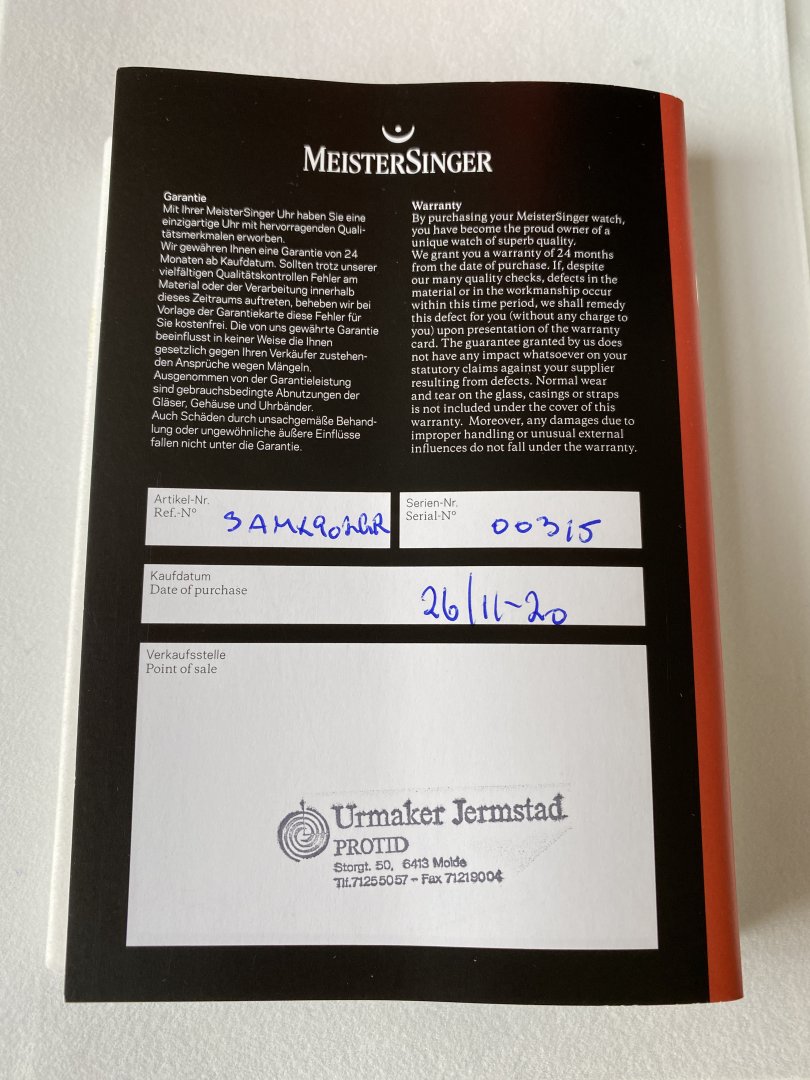 MEISTERSINGER
Garantie
Mit Ihrer MeisterSinger Uhr haben Sie eine
einzigartige Uhr mit hervorragenden Quali-
tätsmerkmalen erworben.
Wir gewähren Ihnen eine Garantie von 24
Monaten ab Kaufdatum. Sollten trotz unserer
vielfältigen Qualitätskontrollen Fehler am
Material oder der Verarbeitung innerhalb
dieses Zeitraums auftreten, beheben wir bei
Vorlage der Garantiekarte diese Fehler für
Sie kostenfrei. Die von uns gewährte Garantie
beeinflusst in keiner Weise die Ihnen
gesetzlich gegen Ihren Verkäufer zustehen-
den Ansprüche wegen Mängeln.
Ausgenommen von der Garantieleistung
sind gebrauchsbedingte Abnutzungen der
Gläser, Gehäuse und Uhrbänder.
Auch Schäden durch unsachgemäße Behand-
lung oder ungewöhnliche äußere Einflüsse
fallen nicht unter die Garantie.
Warranty
By purchasing your MeisterSinger watch,
you have become the proud owner of a
unique watch of superb quality.
We grant you a warranty of 24 months
from the date of purchase. If, despite
our many quality checks, defects in the
material or in the workmanship occur
within this time period, we shall remedy
this defect for you (without any charge to
you) upon presentation of the warranty
card. The guarantee granted by us does
not have any impact whatsoever on your
statutory claims against your supplier
resulting from defects. Normal wear
and tear on the glass, casings or straps
is not included under the cover of this
warranty. Moreover, any damages due to
improper handling or unusual external
influences do not fall under the warranty.
Artikel-Nr.
Ref.-Nº
Serien-Nr.
Serial-Nº
00315
Kaufdatum
Date of purchase
26/11-20
Verkaufsstelle
Point of sale
Urmaker Jermstad
PROTID
Storgt. 50, 6413 Molde
Tlf.71255057 - Fax 71219004